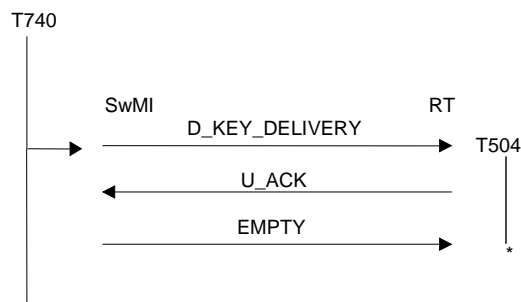 T740
SwMI RT
D_KEY_DELIVERY
T504
U_ACK
EMPTY
*